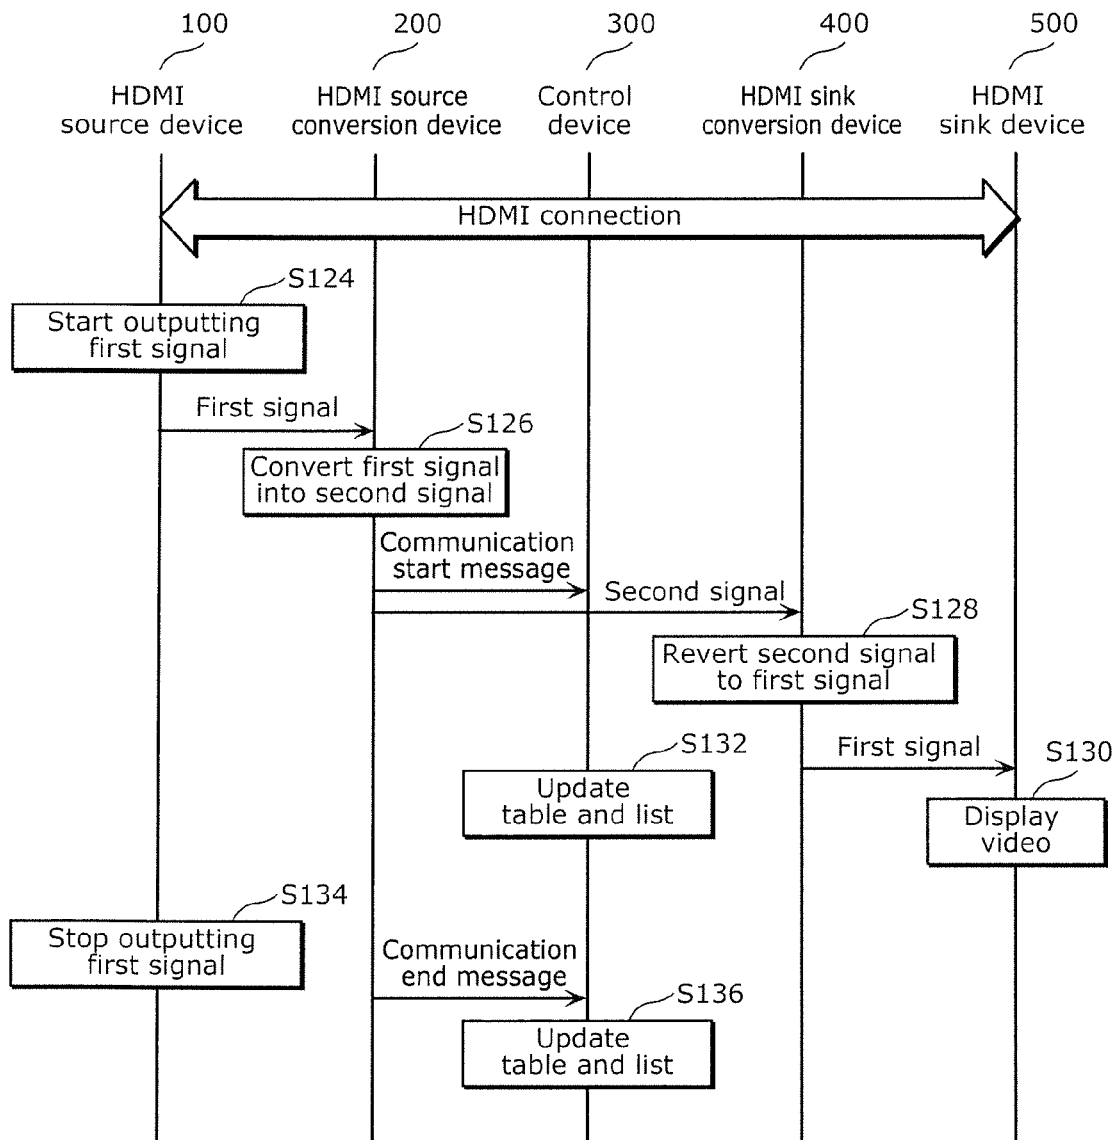 100
200
300
400
500
HDMI
source device
HDMI source
conversion device
Control
device
HDMI sink
conversion device
HDMI
sink device
HDMI connection
S124
Start outputting
first signal
First signal
S126
Convert first signal
into second signal
Communication
start message
Second signal
S128
Revert second signal
to first signal
First signal
S130
Display
video
S132
Update
table and list
S134
Stop outputting
first signal
Communication
end message
S136
Update
table and list